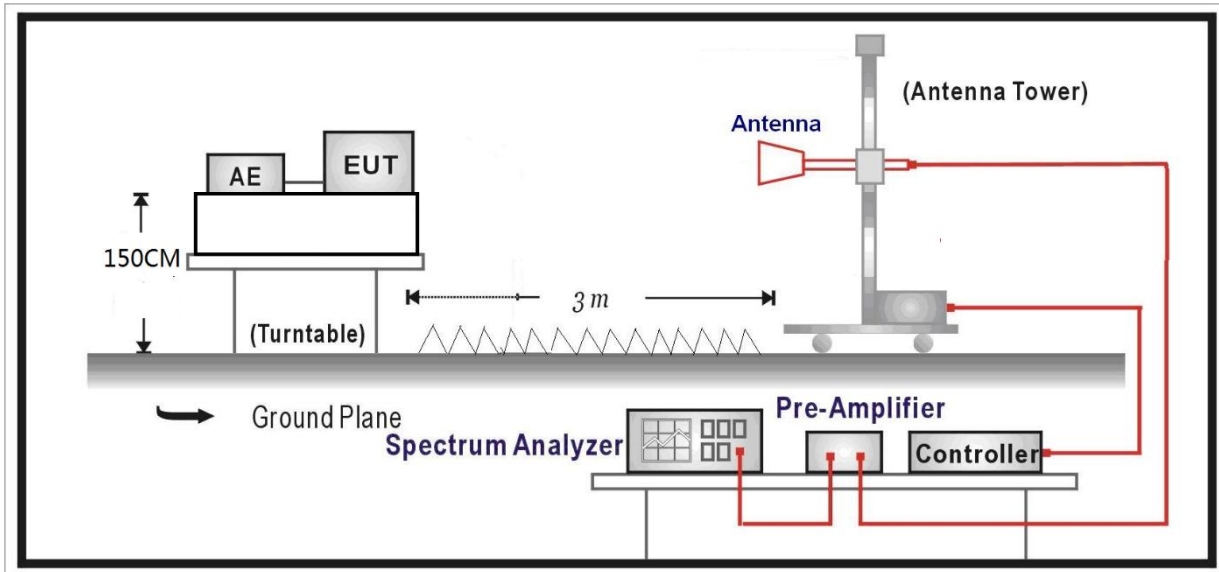 (Antenna Tower)
Antenna
EUT
AE
150CM
3 m
(Turntable)
Ground Plane
Pre-Amplifier
Spectrum Analyzer
Controller